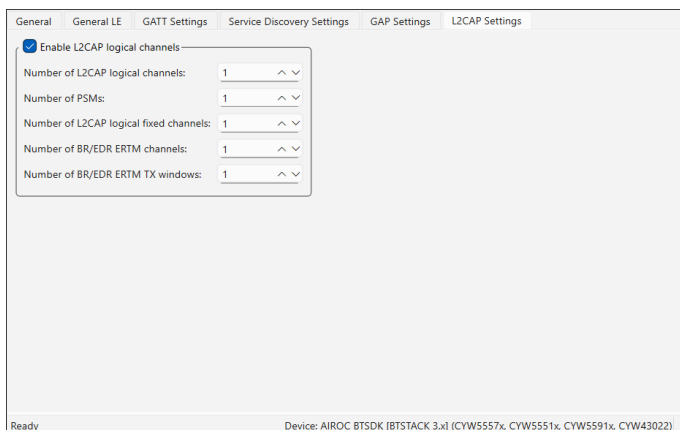 General General LE GATT Settings Service Discovery Settings GAP Settings L2CAP Settings
Enable L2CAP logical channels
Number of L2CAP logical channels: 1
Number of PSMs: 1
Number of L2CAP logical fixed channels: 1
Number of BR/EDR ERTM channels: 1
Number of BR/EDR ERTM TX windows: 1
Ready Device: AIROC BTSDK [BTSTACK 3.x] (CYW5557x, CYW5551x, CYW5591x, CYW43022)